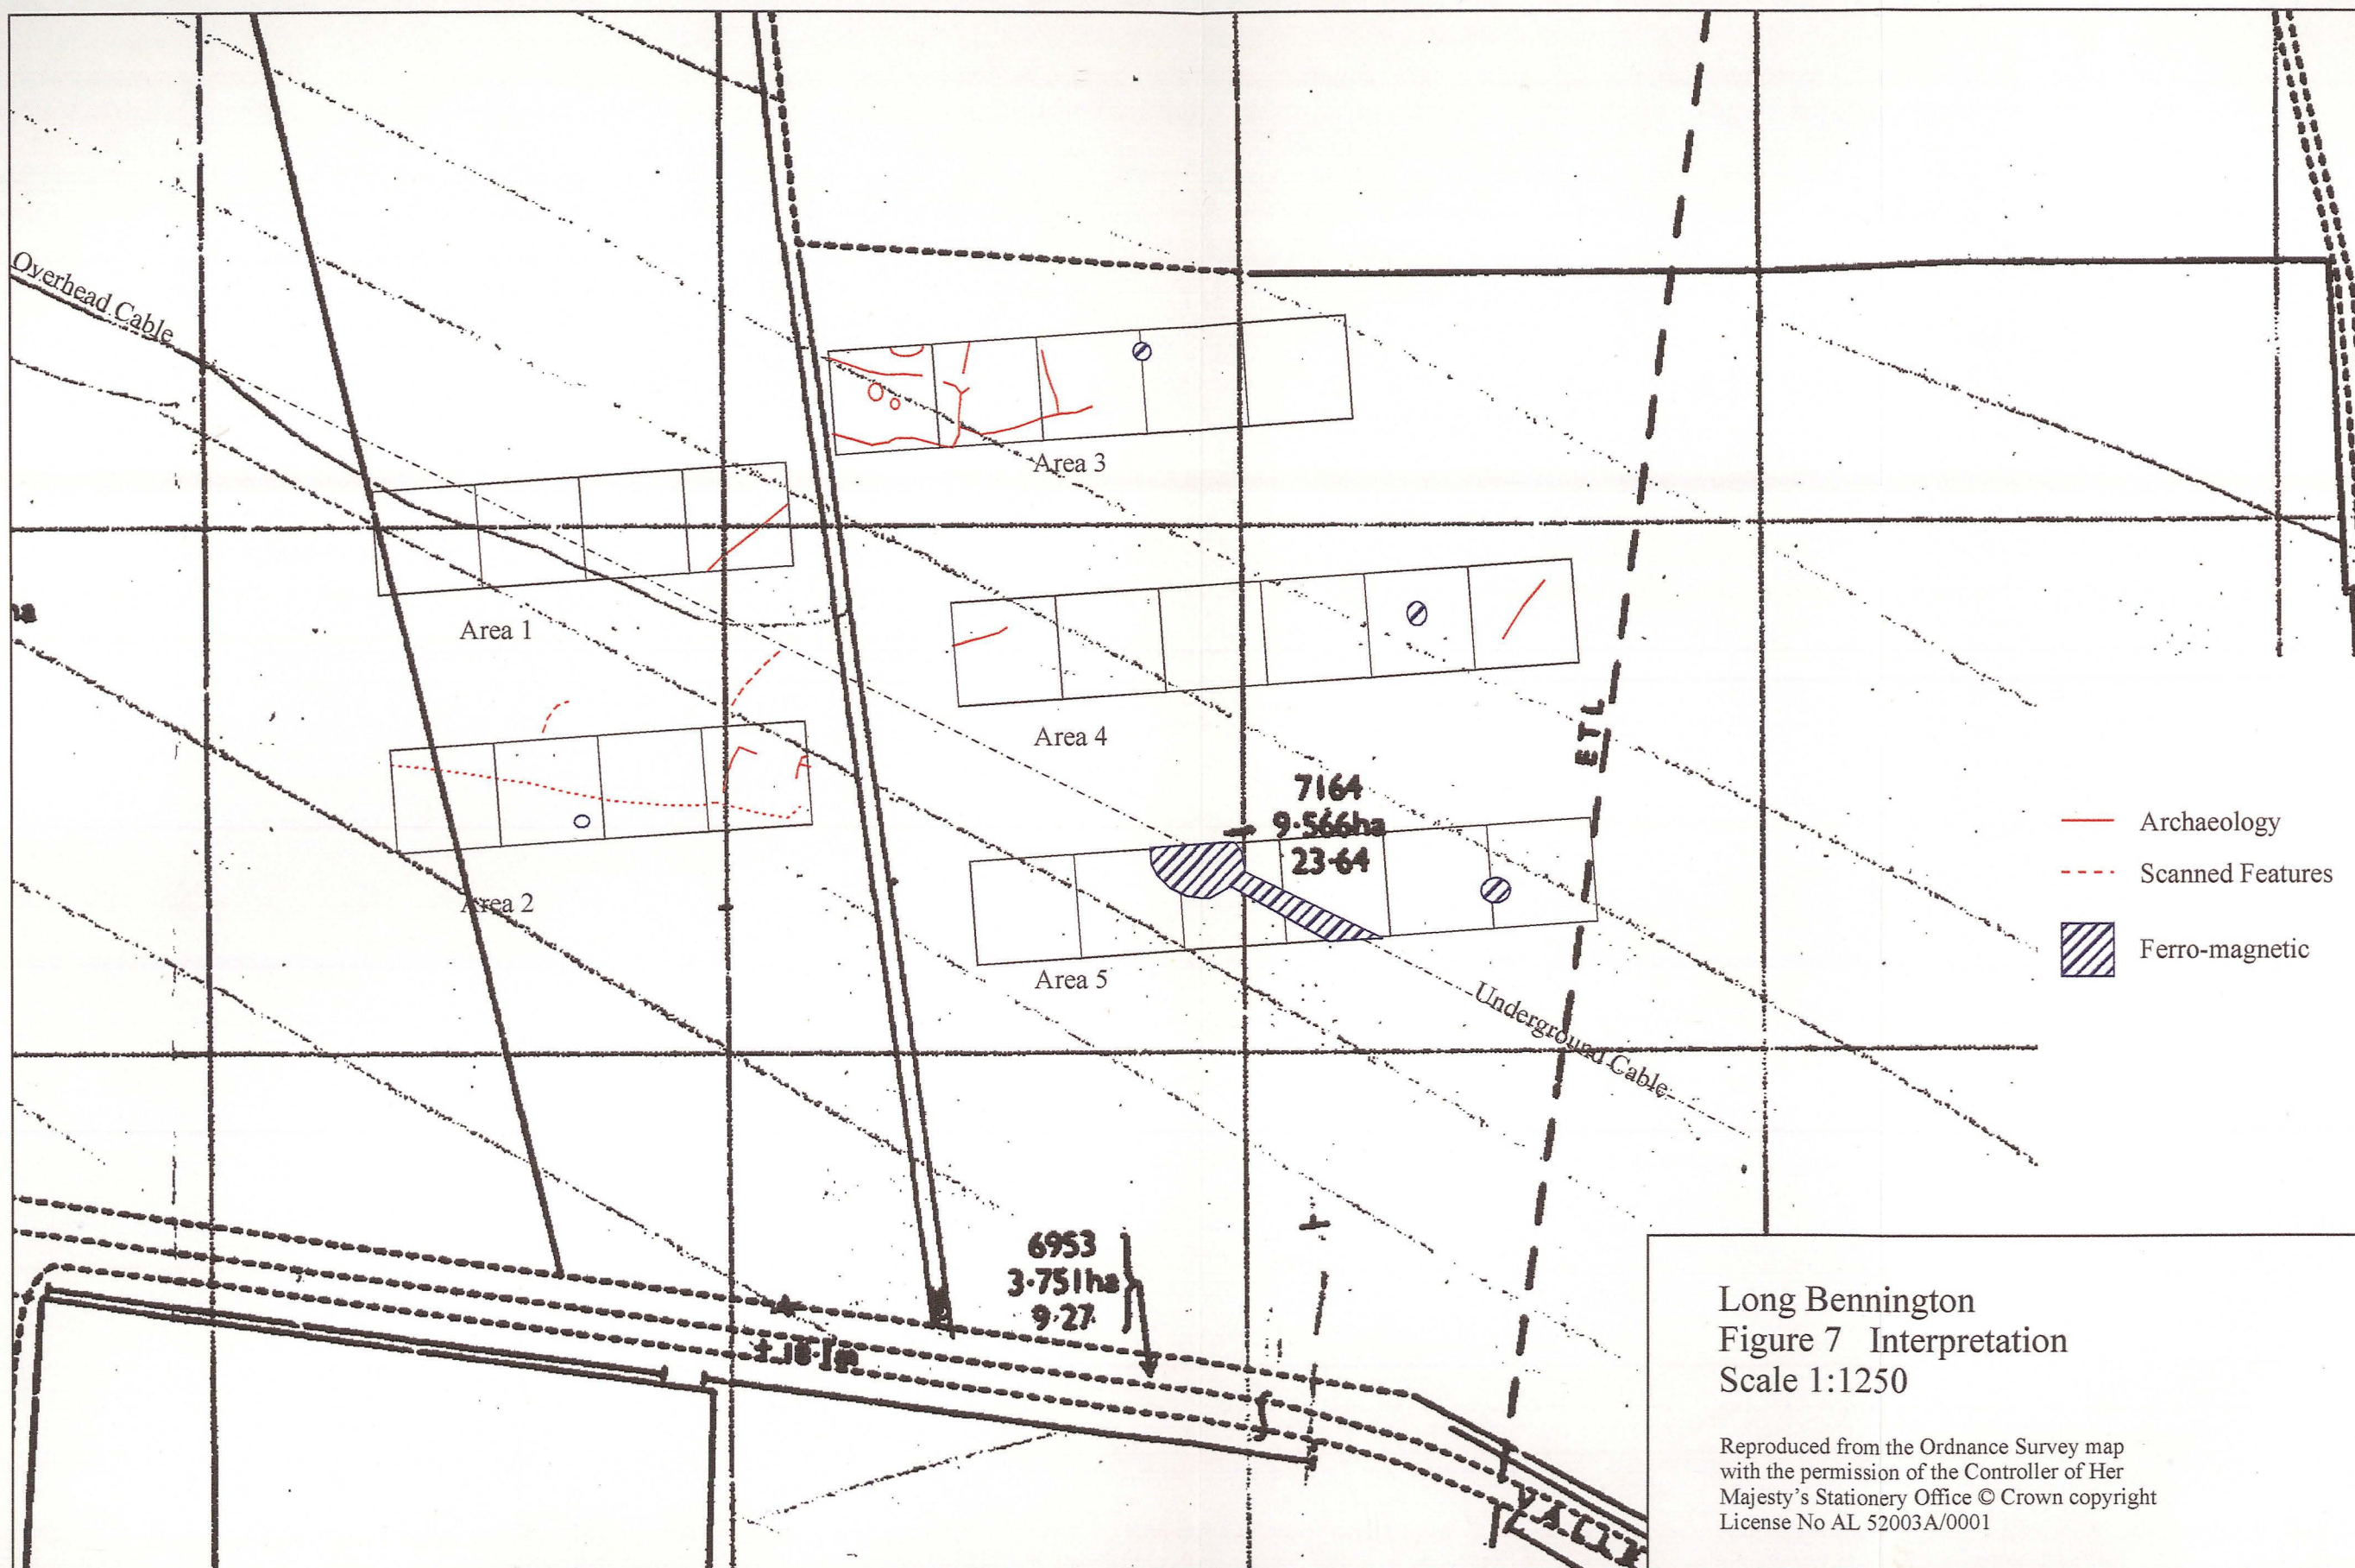 Overhead Cable
Area 3
Area 1
Area 4
ETL
7164
9·566ha
23·64
Area 2
Area 5
Underground Cable
Archaeology
Scanned Features
Ferro-magnetic
6953
3·751ha
9·27
Long Bennington
Figure 7 Interpretation
Scale 1:1250
Reproduced from the Ordnance Survey map
with the permission of the Controller of Her
Majesty's Stationery Office © Crown copyright
License No AL 52003A/0001